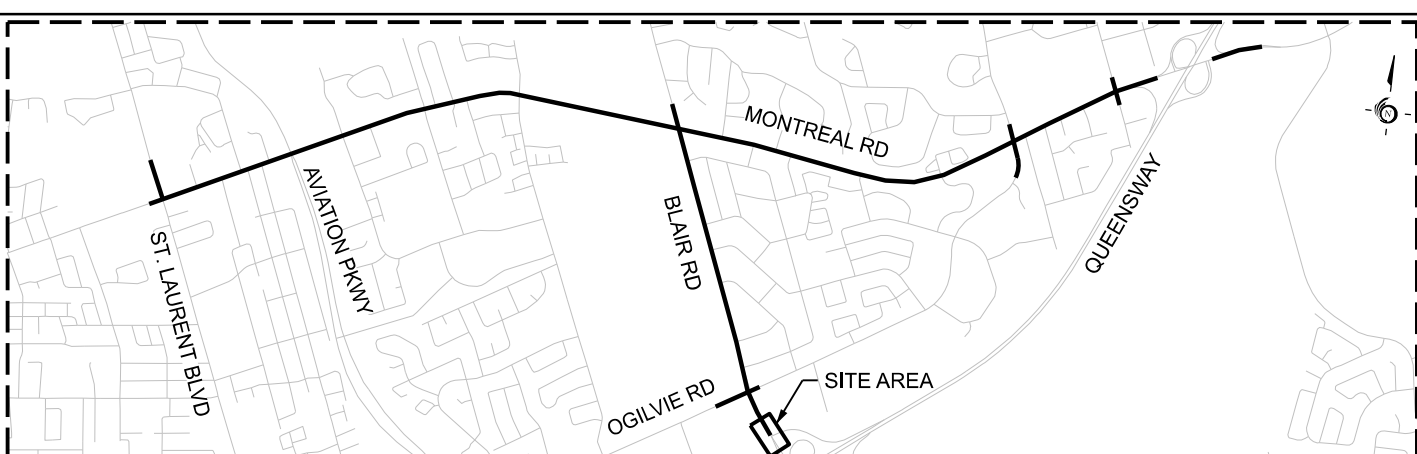 MONTREAL RD
N
AVIATION PKWY
BLAIR RD
QUEENSWAY
ST. LAURENT BLVD
SITE AREA
OGILVIE RD